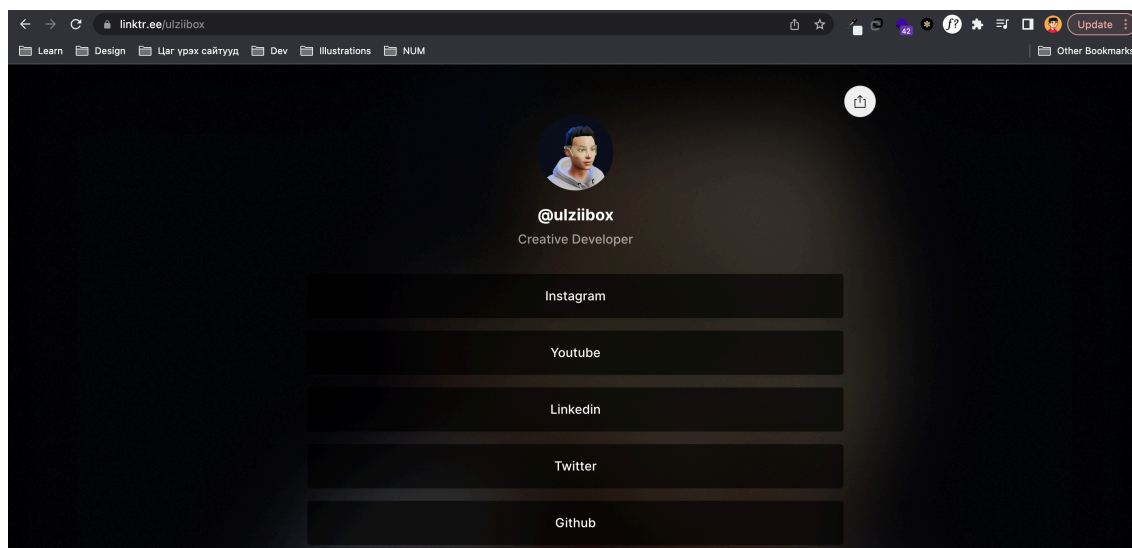 linktr.ee/ulziibox
42
f?
Update
Learn Design Цаг үрэх сайтууд Dev Illustrations NUM Other Bookmarks
@ulziibox
Creative Developer
Instagram
Youtube
Linkedin
Twitter
Github